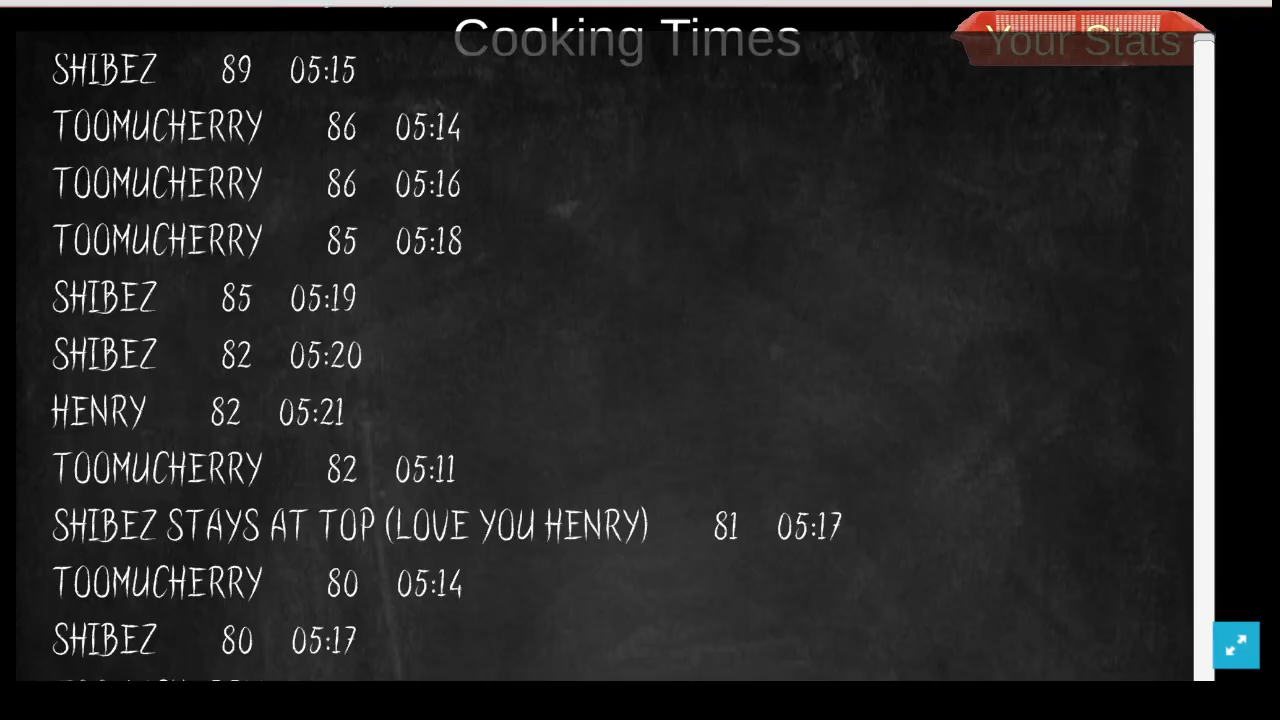 Cooking Times
Your Stats
SHIBEZ 89 05:15
TOOMUCHERRY 86 05:14
TOOMUCHERRY 86 05:16
TOOMUCHERRY 85 05:18
SHIBEZ 85 05:19
SHIBEZ 82 05:20
HENRY 82 05:21
TOOMUCHERRY 82 05:11
SHIBEZ STAYS AT TOP (LOVE YOU HENRY) 81 05:17
TOOMUCHERRY 80 05:14
SHIBEZ 80 05:17